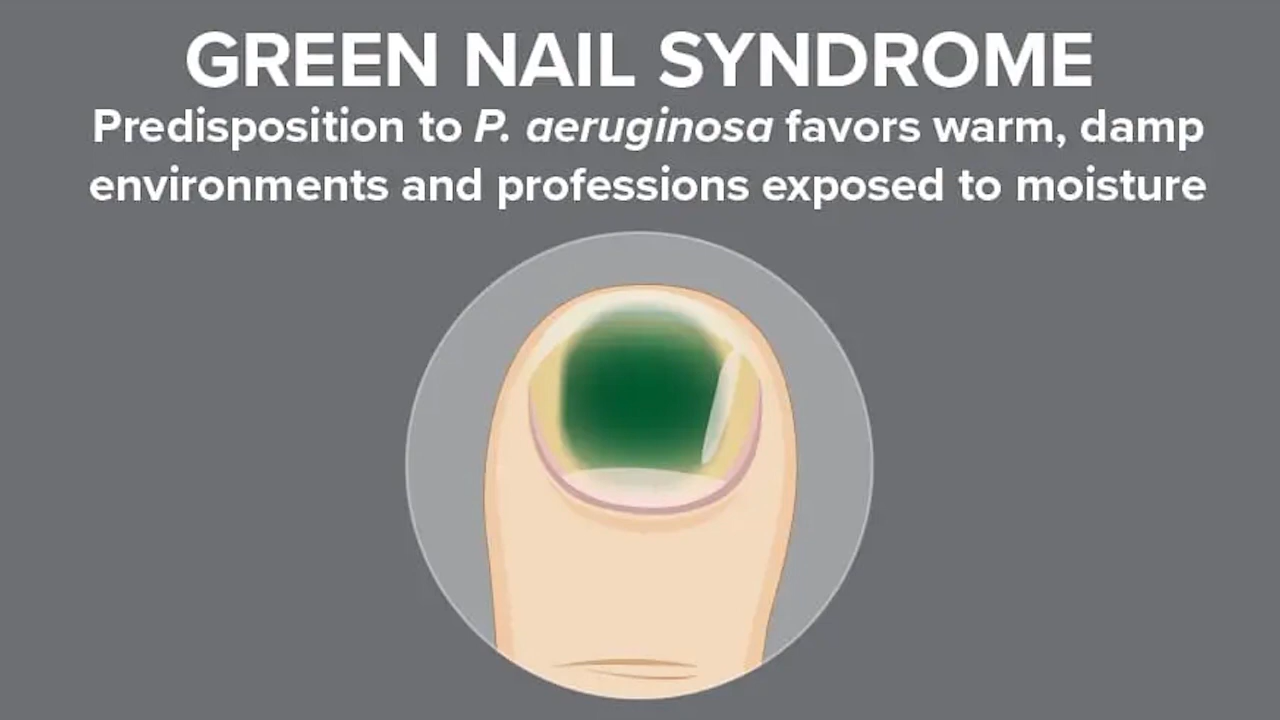 GREEN NAIL SYNDROME
Predisposition to P. aeruginosa favors warm, damp
environments and professions exposed to moisture